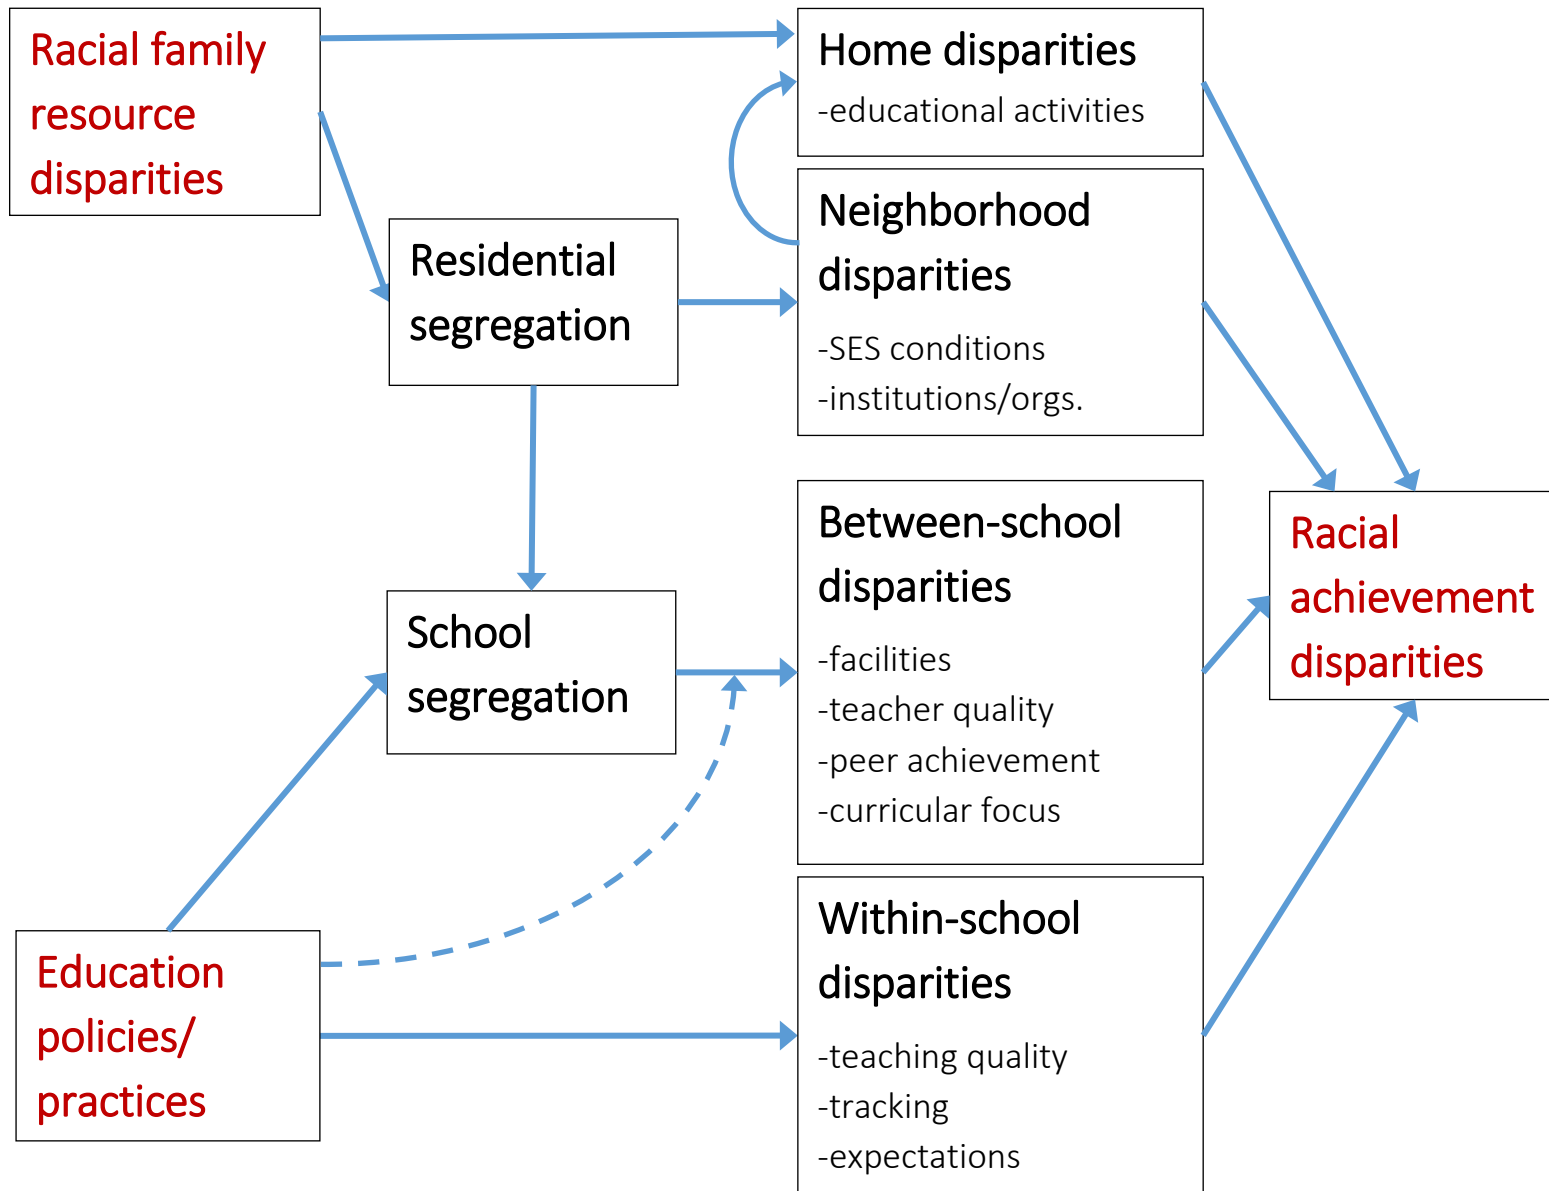 Racial family
resource
disparities
Home disparities
-educational activities
Residential
segregation
Neighborhood
disparities
-SES conditions
-institutions/orgs.
School
segregation
Between-school
disparities
-facilities
-teacher quality
-peer achievement
-curricular focus
Racial
achievement
disparities
Education
policies/
practices
Within-school
disparities
-teaching quality
-tracking
-expectations